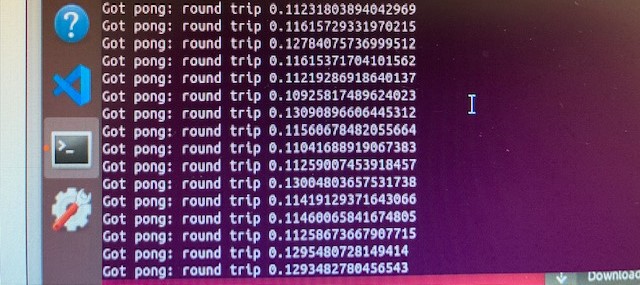 Got pong: round trip 0.11231803894042969
Got pong: round trip 0.11615729331970215
Got pong: round trip 0.12784075736999512
Got pong: round trip 0.11615371704101562
Got pong: round trip 0.11219286918640137
Got pong: round trip 0.10925817489624023
Got pong: round trip 0.13090896606445312
Got pong: round trip 0.11560678482055664
Got pong: round trip 0.11041688919067383
Got pong: round trip 0.11259007453918457
Got pong: round trip 0.13004803657531738
Got pong: round trip 0.11419129371643066
Got pong: round trip 0.11460065841674805
Got pong: round trip 0.11258673667907715
Got pong: round trip 0.1295480728149414
Got pong: round trip 0.1293482780456543
Download